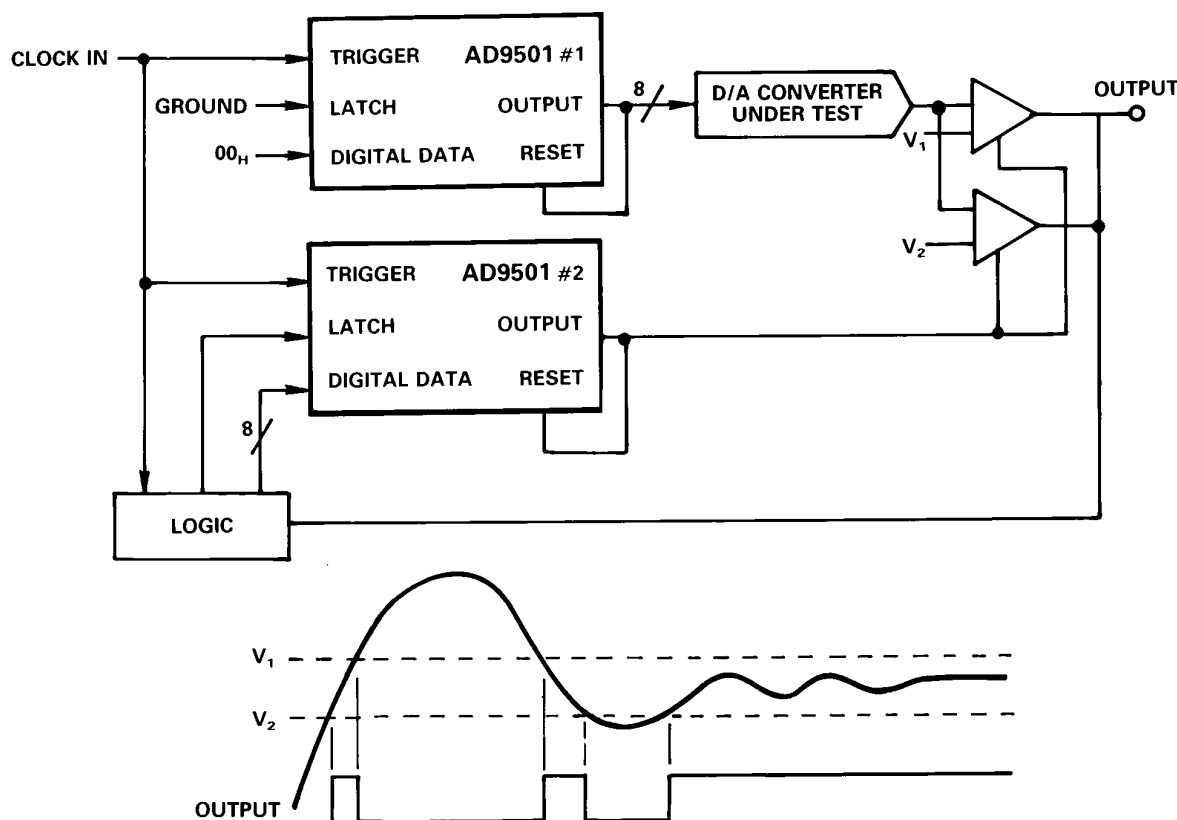 CLOCK IN
TRIGGER AD9501 #1
GROUND LATCH OUTPUT
00H DIGITAL DATA RESET
8
D/A CONVERTER
UNDER TEST
OUTPUT
V1
V2
TRIGGER AD9501 #2
LATCH OUTPUT
DIGITAL DATA RESET
8
LOGIC
V1
V2
OUTPUT